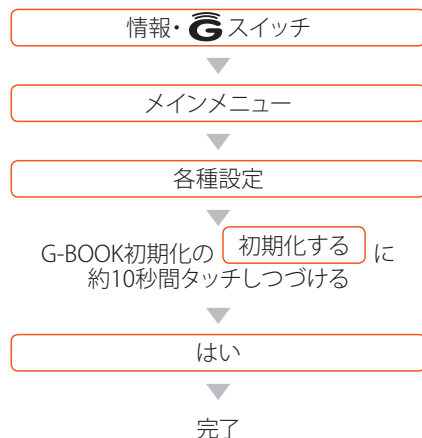 情報・Gスイッチ
メインメニュー
各種設定
G-BOOK初期化の 初期化する に
約10秒間タッチしつづける
はい
完了